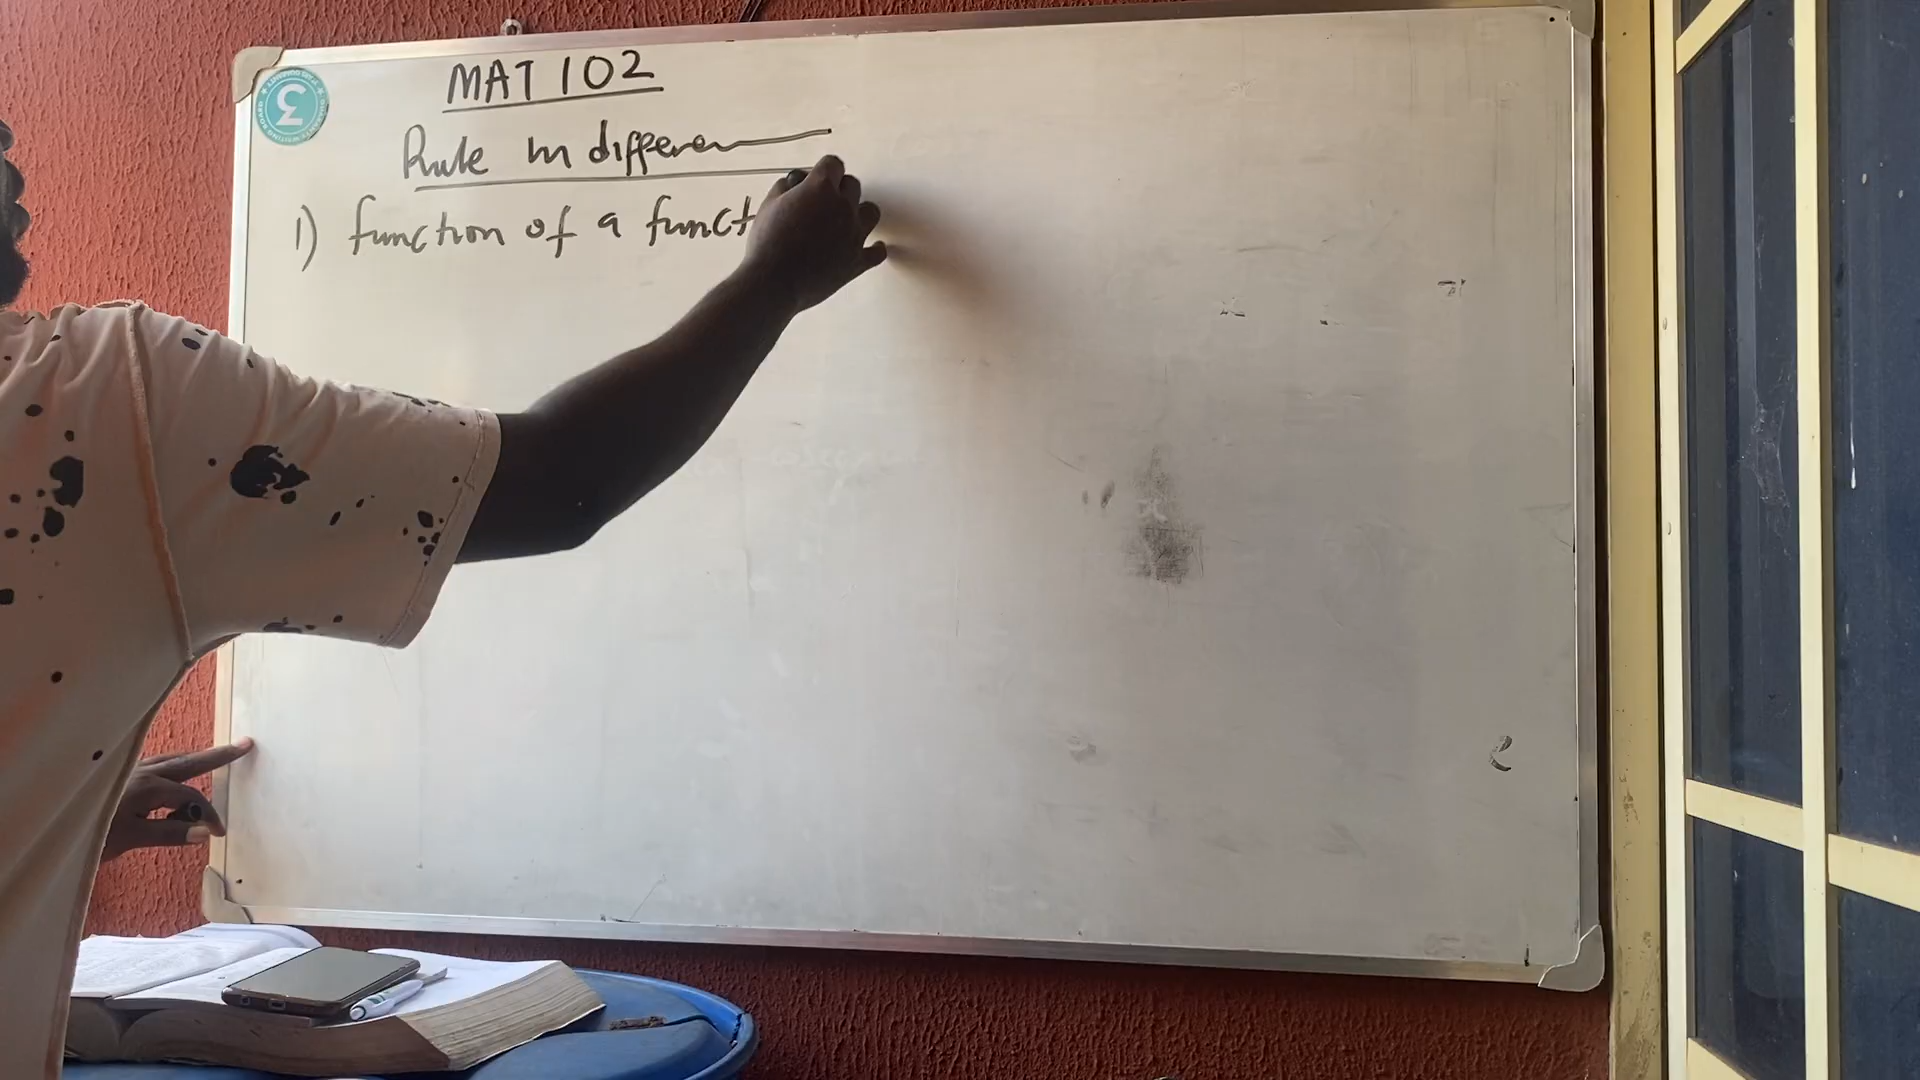 MAT 102
Rule in differen
1) function of a funct